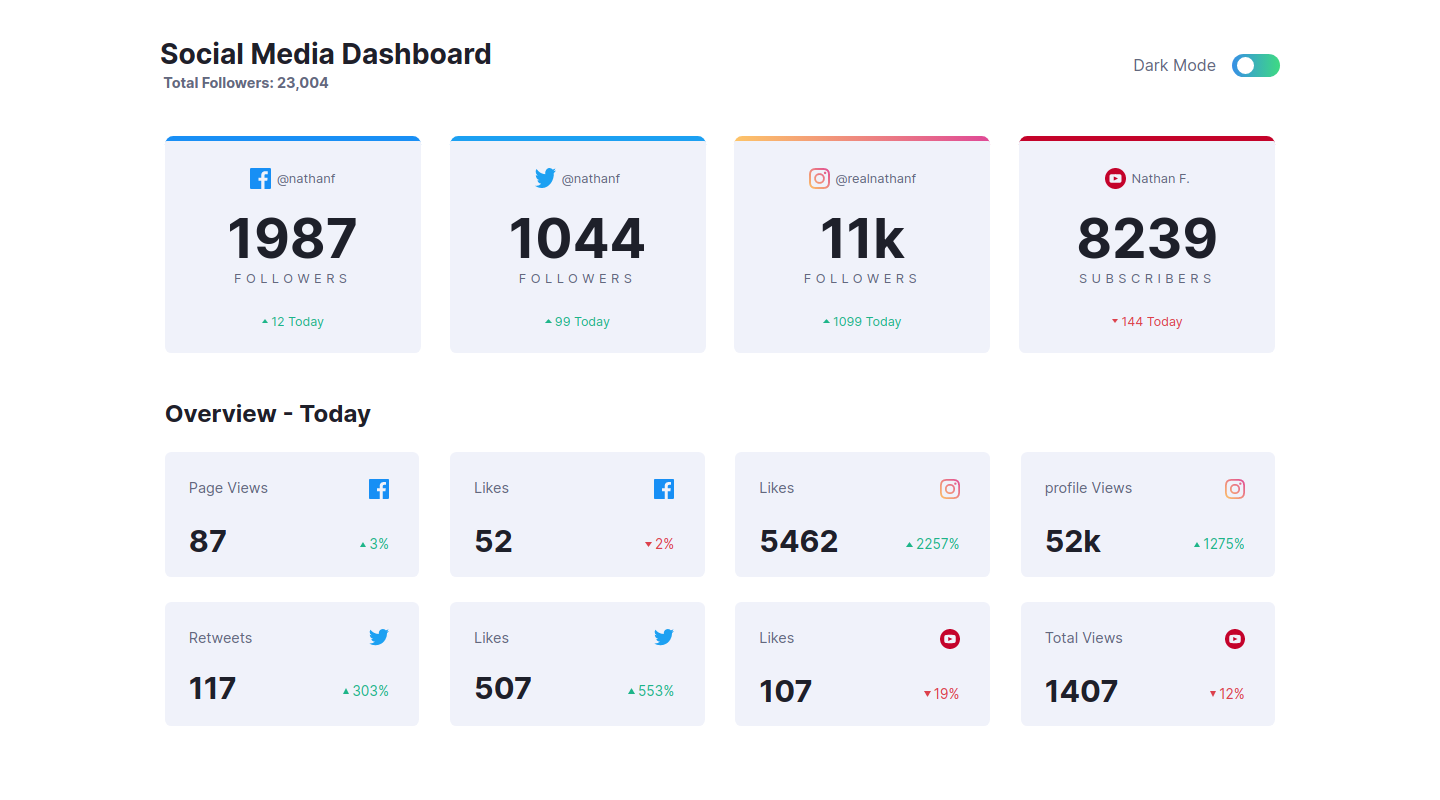 Social Media Dashboard
Total Followers: 23,004
Dark Mode
@nathanf
1987
FOLLOWERS
12 Today
@nathanf
1044
FOLLOWERS
99 Today
@realnathanf
11k
FOLLOWERS
1099 Today
Nathan F.
8239
SUBSCRIBERS
144 Today
Overview - Today
Page Views
87
3%
Likes
52
2%
Likes
5462
2257%
profile Views
52k
1275%
Retweets
117
303%
Likes
507
553%
Likes
107
19%
Total Views
1407
12%